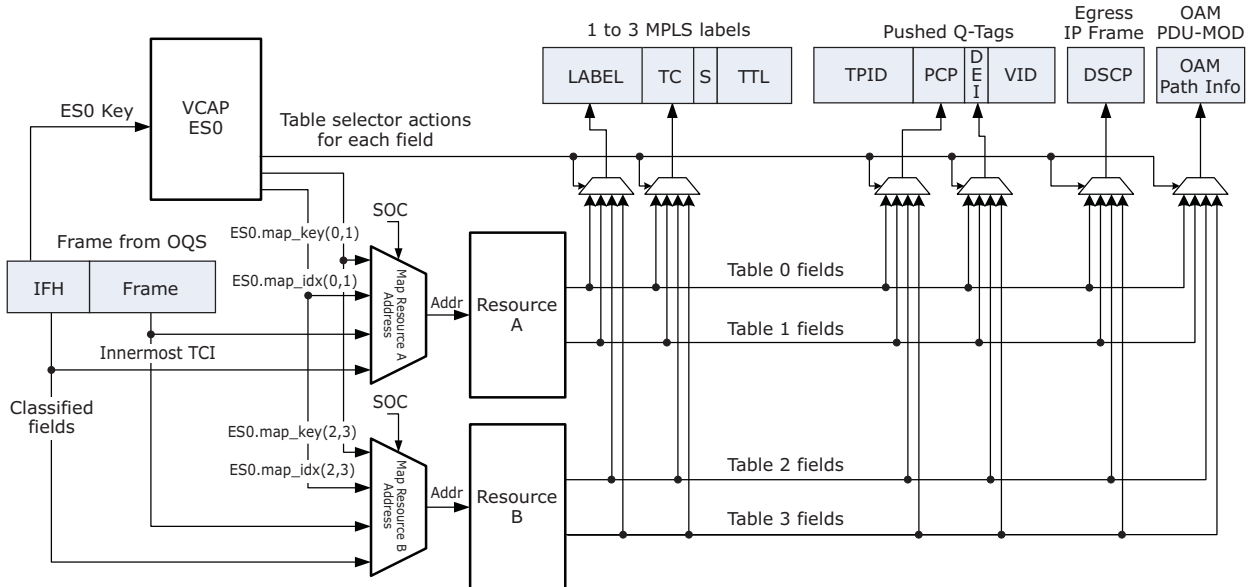 1 to 3 MPLS labels
Pushed Q-Tags
Egress
IP Frame
OAM
PDU-MOD
LABEL
TC
S
TTL
TPID
PCP
DEI
VID
DSCP
OAM
Path Info
ES0 Key
VCAP
ES0
Table selector actions
for each field
SOC
Frame from OQS
IFH
Frame
ES0.map_key(0,1)
ES0.map_idx(0,1)
Map Resource A
Address
Addr
Resource
A
Table 0 fields
Table 1 fields
Innermost TCI
Classified
fields
SOC
ES0.map_key(2,3)
ES0.map_idx(2,3)
Map Resource B
Address
Addr
Resource
B
Table 2 fields
Table 3 fields